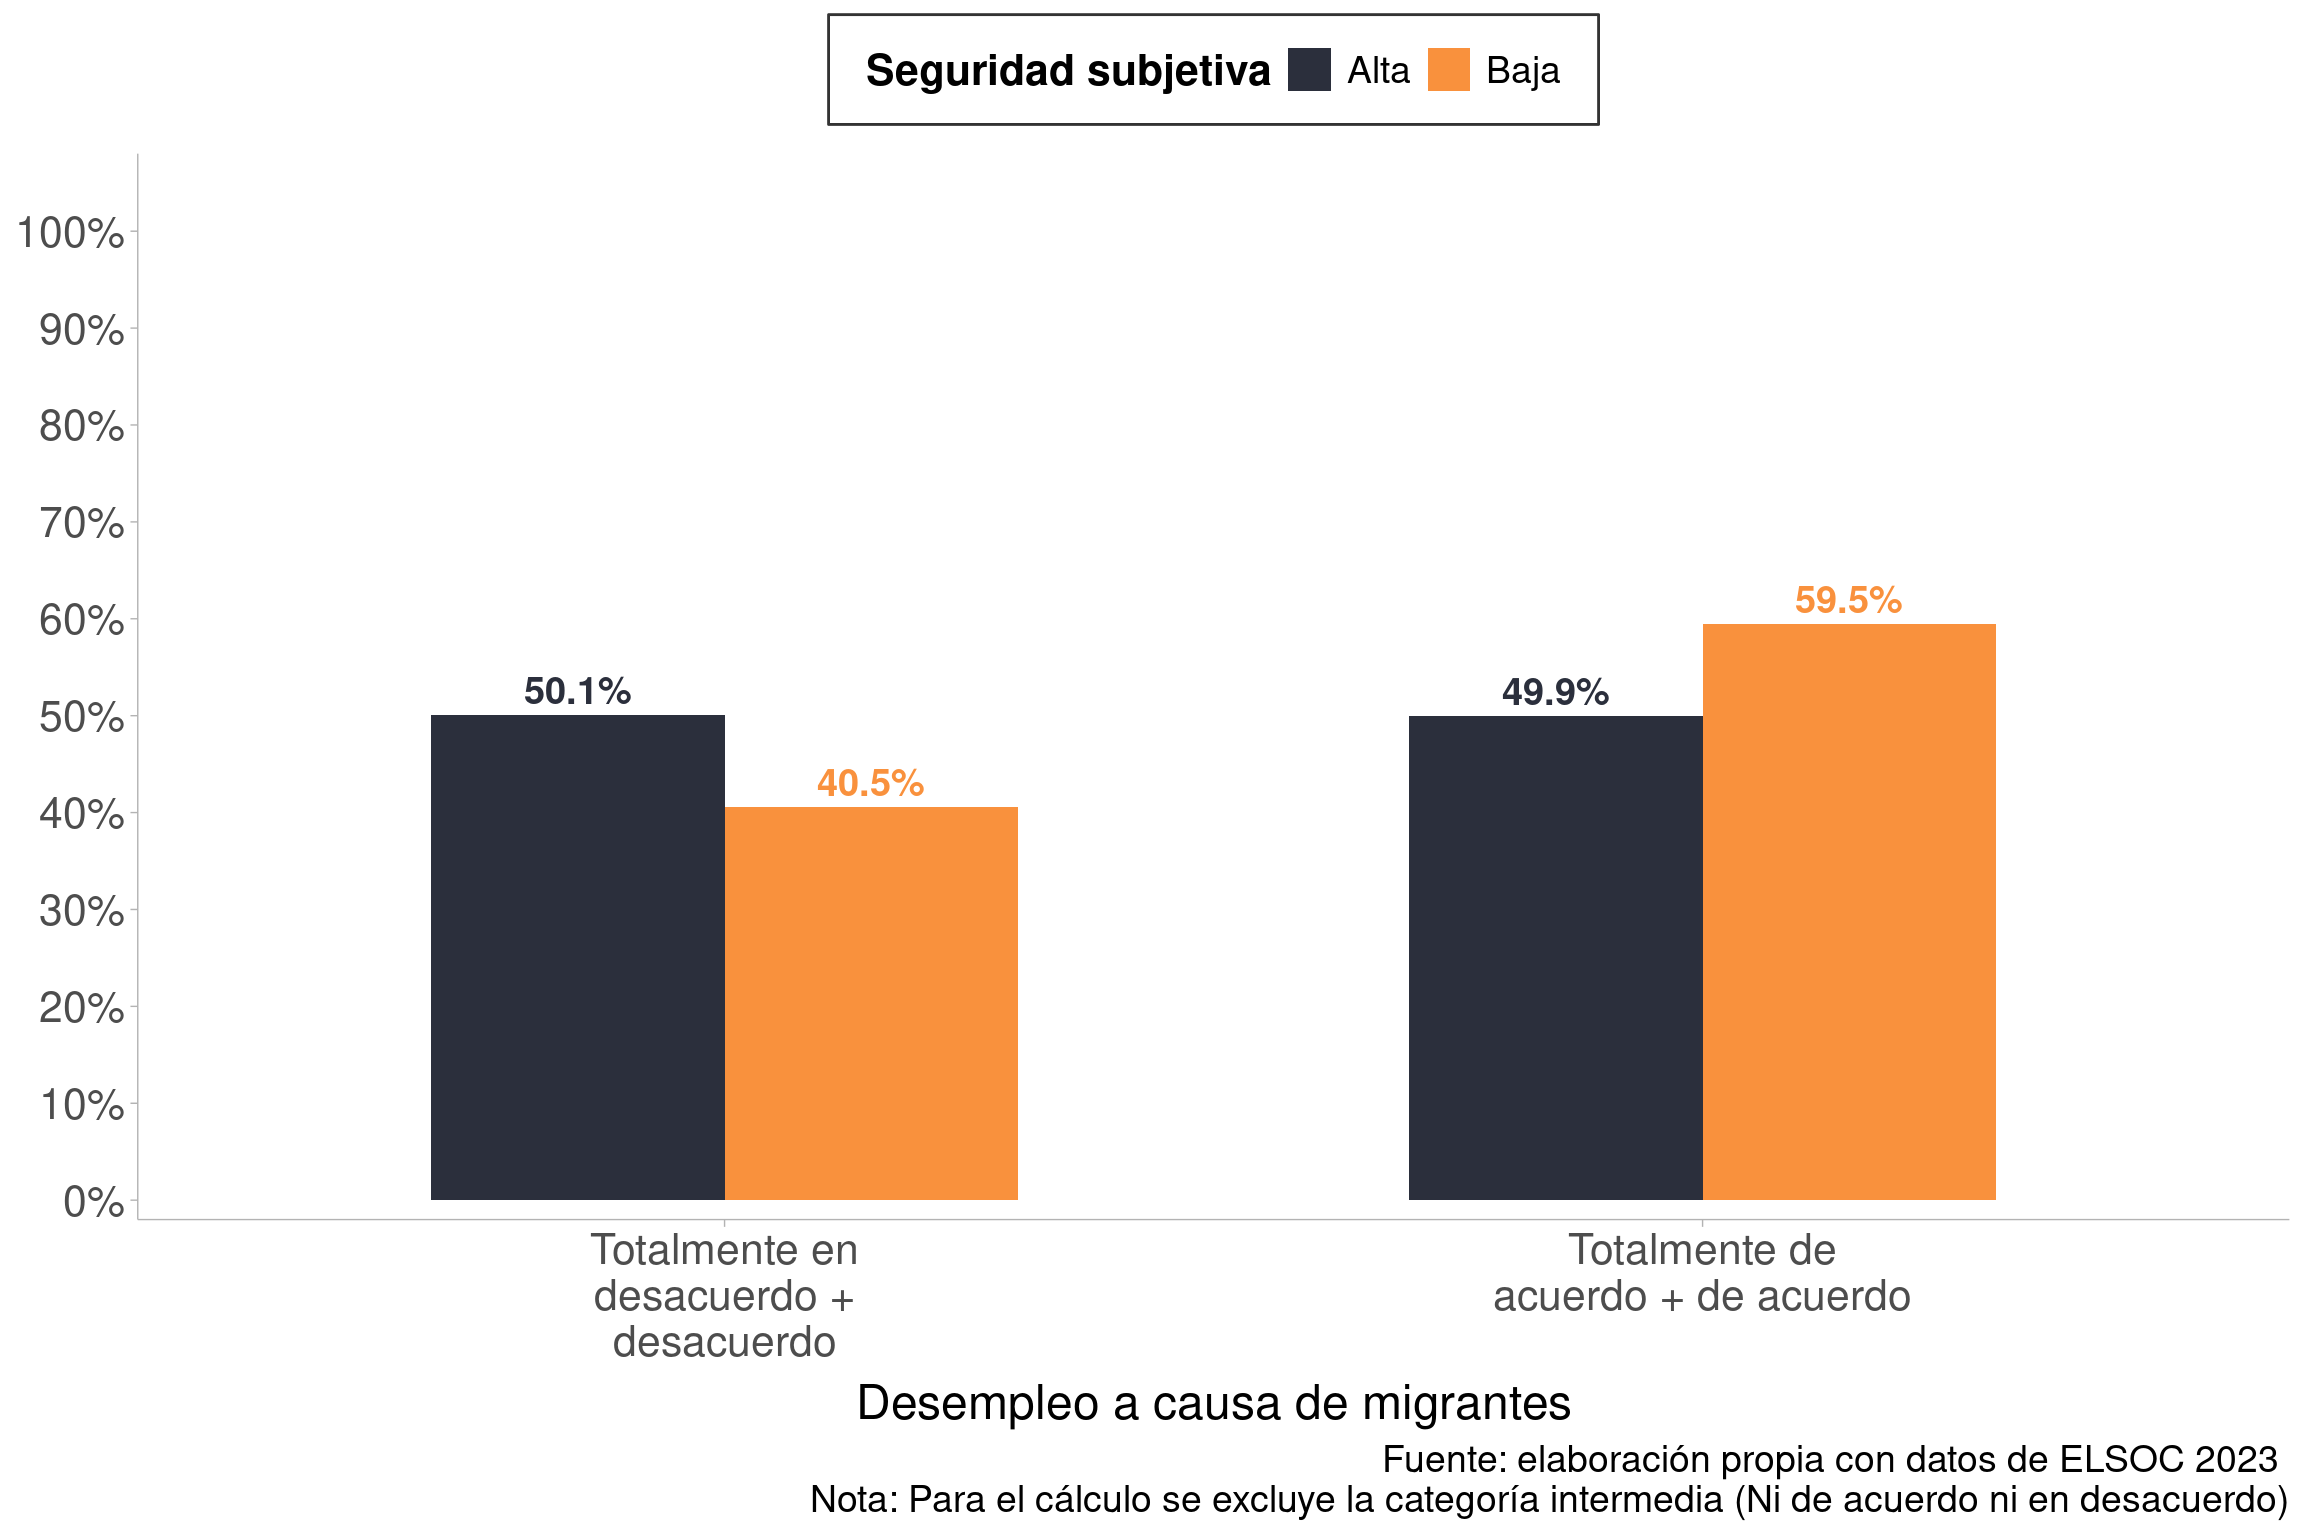 Seguridad subjetiva Alta Baja
100%
90%
80%
70%
60%
50%
40%
30%
20%
10%
0%
50.1%
40.5%
49.9%
59.5%
Totalmente en
desacuerdo +
desacuerdo
Totalmente de
acuerdo + de acuerdo
Desempleo a causa de migrantes
Fuente: elaboración propia con datos de ELSOC 2023
Nota: Para el cálculo se excluye la categoría intermedia (Ni de acuerdo ni en desacuerdo)